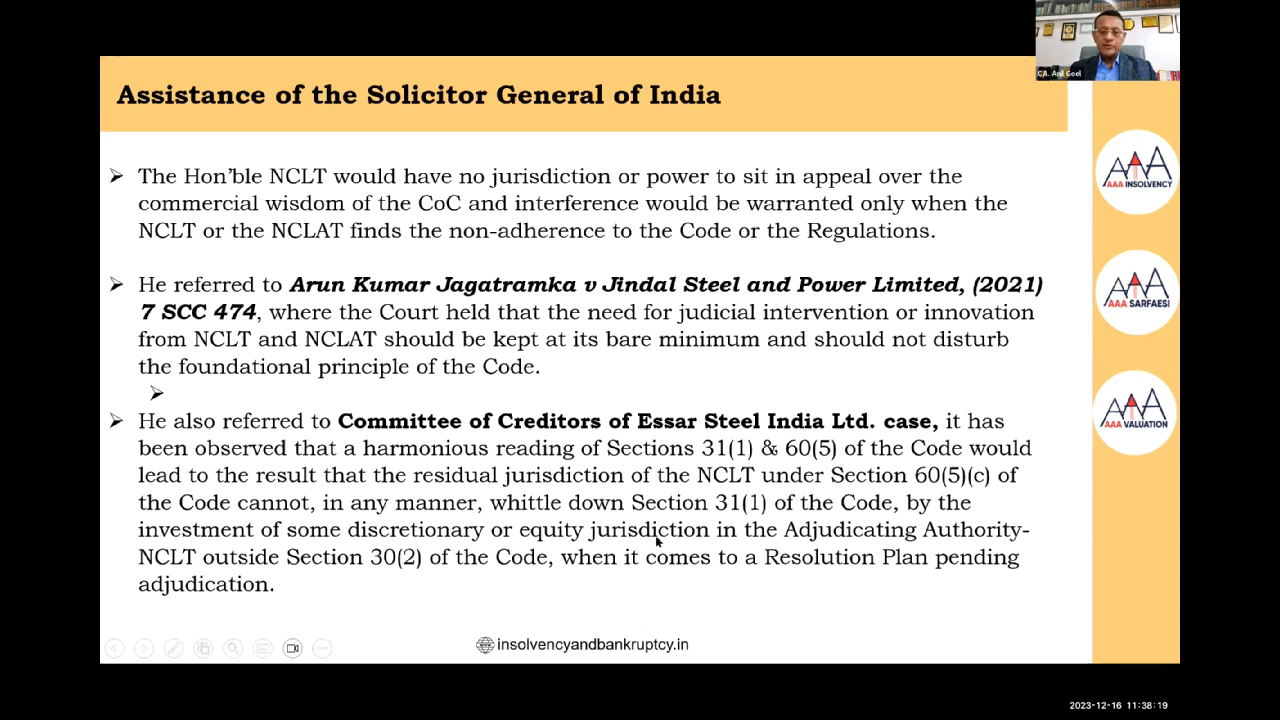 CA. Anil Goel
Assistance of the Solicitor General of India
➢ The Hon’ble NCLT would have no jurisdiction or power to sit in appeal over the
commercial wisdom of the CoC and interference would be warranted only when the
NCLT or the NCLAT finds the non-adherence to the Code or the Regulations.
➢ He referred to Arun Kumar Jagatramka v Jindal Steel and Power Limited, (2021)
7 SCC 474, where the Court held that the need for judicial intervention or innovation
from NCLT and NCLAT should be kept at its bare minimum and should not disturb
the foundational principle of the Code.
➢
➢ He also referred to Committee of Creditors of Essar Steel India Ltd. case, it has
been observed that a harmonious reading of Sections 31(1) & 60(5) of the Code would
lead to the result that the residual jurisdiction of the NCLT under Section 60(5)(c) of
the Code cannot, in any manner, whittle down Section 31(1) of the Code, by the
investment of some discretionary or equity jurisdiction in the Adjudicating Authority-
NCLT outside Section 30(2) of the Code, when it comes to a Resolution Plan pending
adjudication.
AAA
AAA INSOLVENCY
AAA
AAA SARFAESI
AAA
AAA VALUATION
insolvencyandbankruptcy.in
2023-12-16 11:38:19